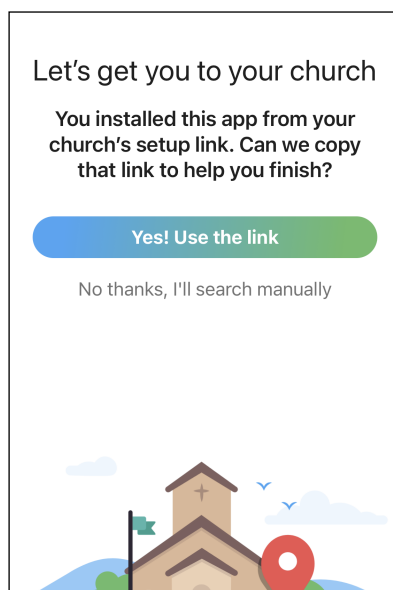 Let’s get you to your church
You installed this app from your
church’s setup link. Can we copy
that link to help you finish?
Yes! Use the link
No thanks, I'll search manually